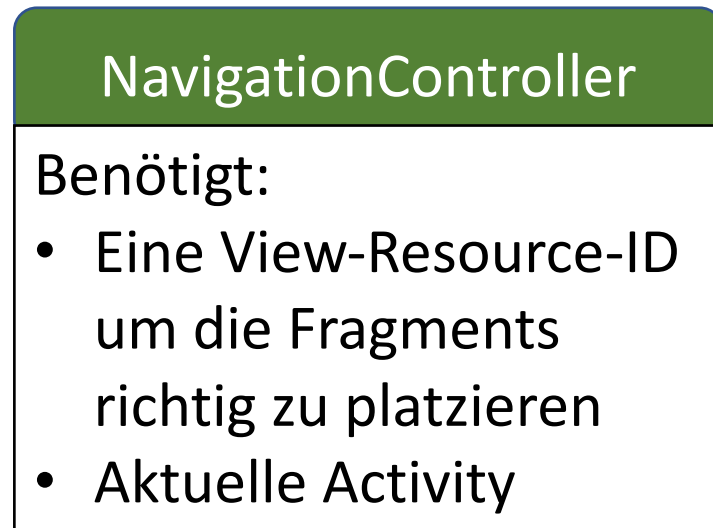 NavigationController
Benötigt:
• Eine View-Resource-ID
um die Fragments
richtig zu platzieren
• Aktuelle Activity